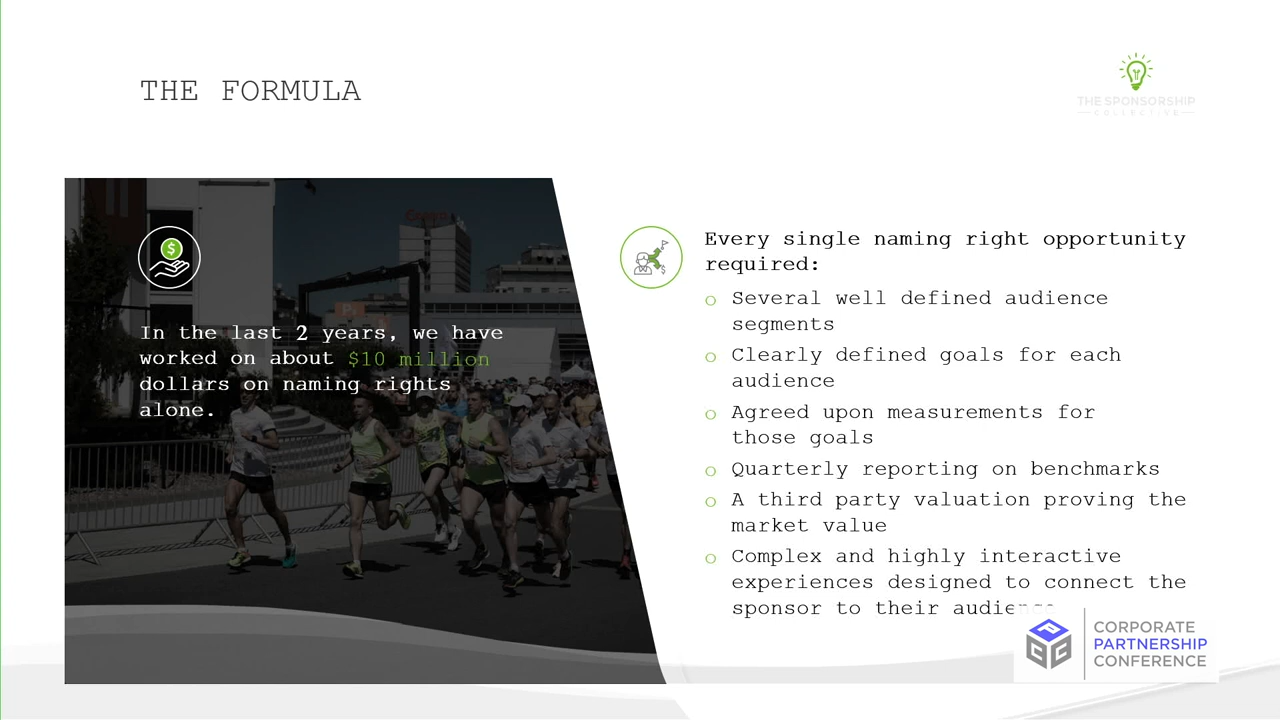 THE FORMULA
THE SPONSORSHIP
COLLECTIVE
In the last 2 years, we have
worked on about $10 million
dollars on naming rights
alone.
Every single naming right opportunity
required:
o Several well defined audience
segments
o Clearly defined goals for each
audience
o Agreed upon measurements for
those goals
o Quarterly reporting on benchmarks
o A third party valuation proving the
market value
o Complex and highly interactive
experiences designed to connect the
sponsor to their audience
CORPORATE
PARTNERSHIP
CONFERENCE